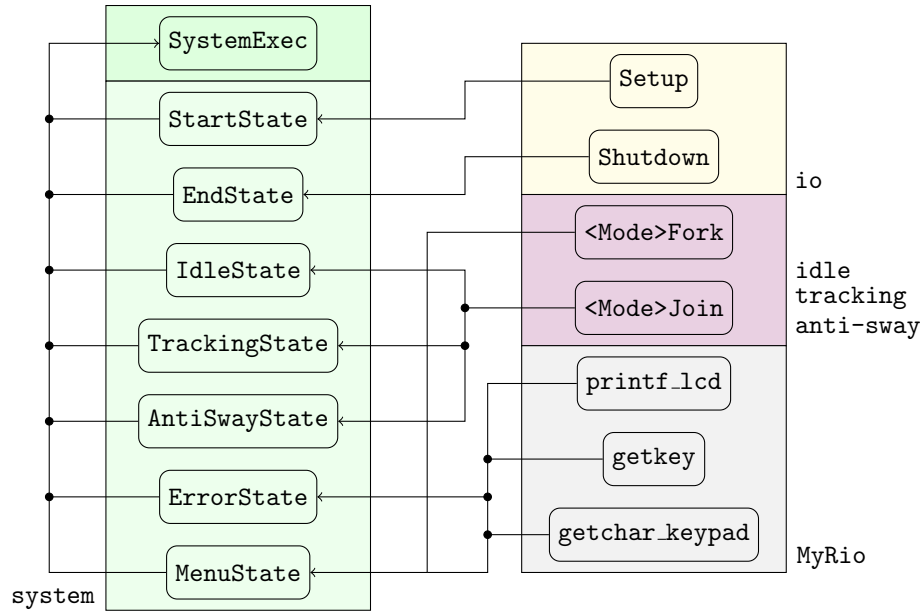 SystemExec
StartState
EndState
IdleState
TrackingState
AntiSwayState
ErrorState
MenuState
system
Setup
Shutdown
io
<Mode>Fork
<Mode>Join
idle
tracking
anti-sway
printf_lcd
getkey
getchar_keypad
MyRio